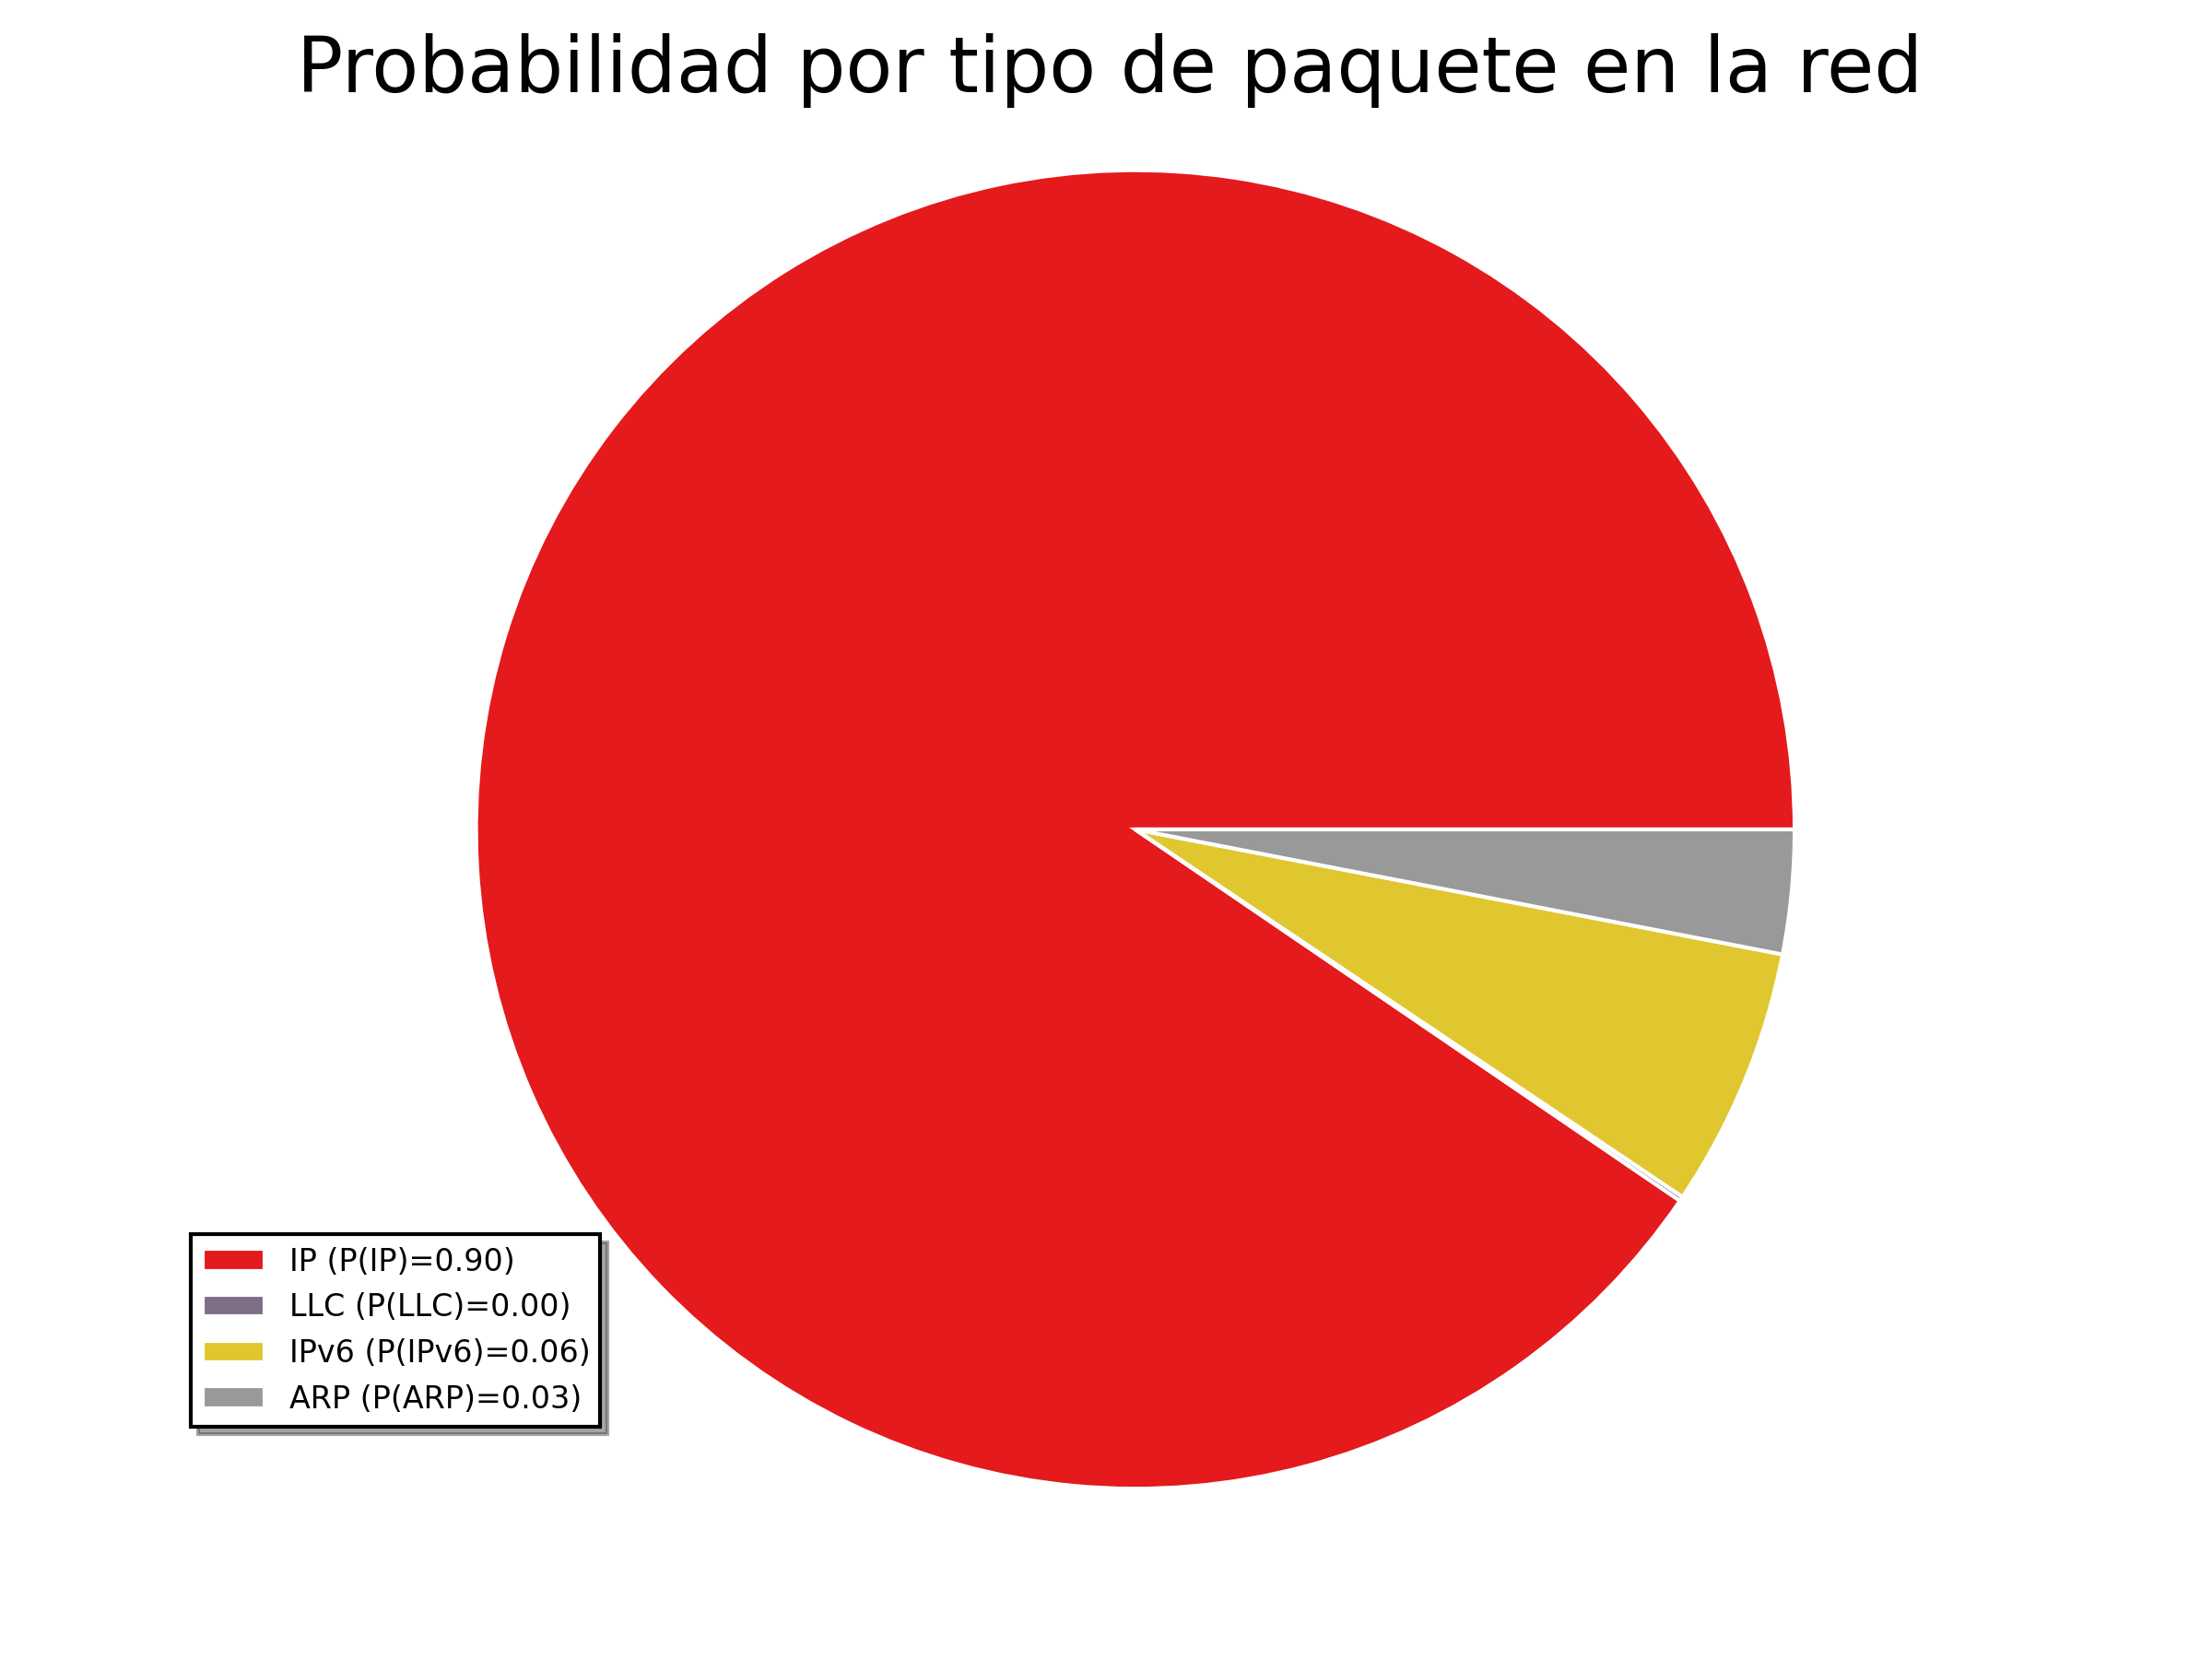 Probabilidad por tipo de paquete en la red
IP (P(IP)=0.90)
LLC (P(LLC)=0.00)
IPv6 (P(IPv6)=0.06)
ARP (P(ARP)=0.03)